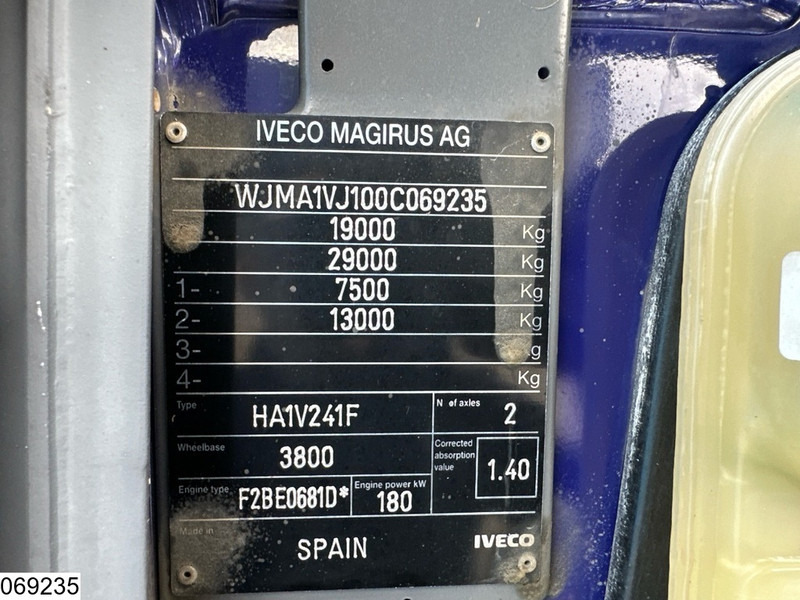 IVECO MAGIRUS AG
WJMA1VJ100C069235
19000 Kg
29000 Kg
1- 7500 Kg
2- 13000 Kg
3- Kg
4- Kg
Type HA1V241F N of axles 2
Wheelbase 3800 Corrected absorption value 1.40
Engine type F2BE0681D* Engine power kW 180
Made in SPAIN IVECO
069235